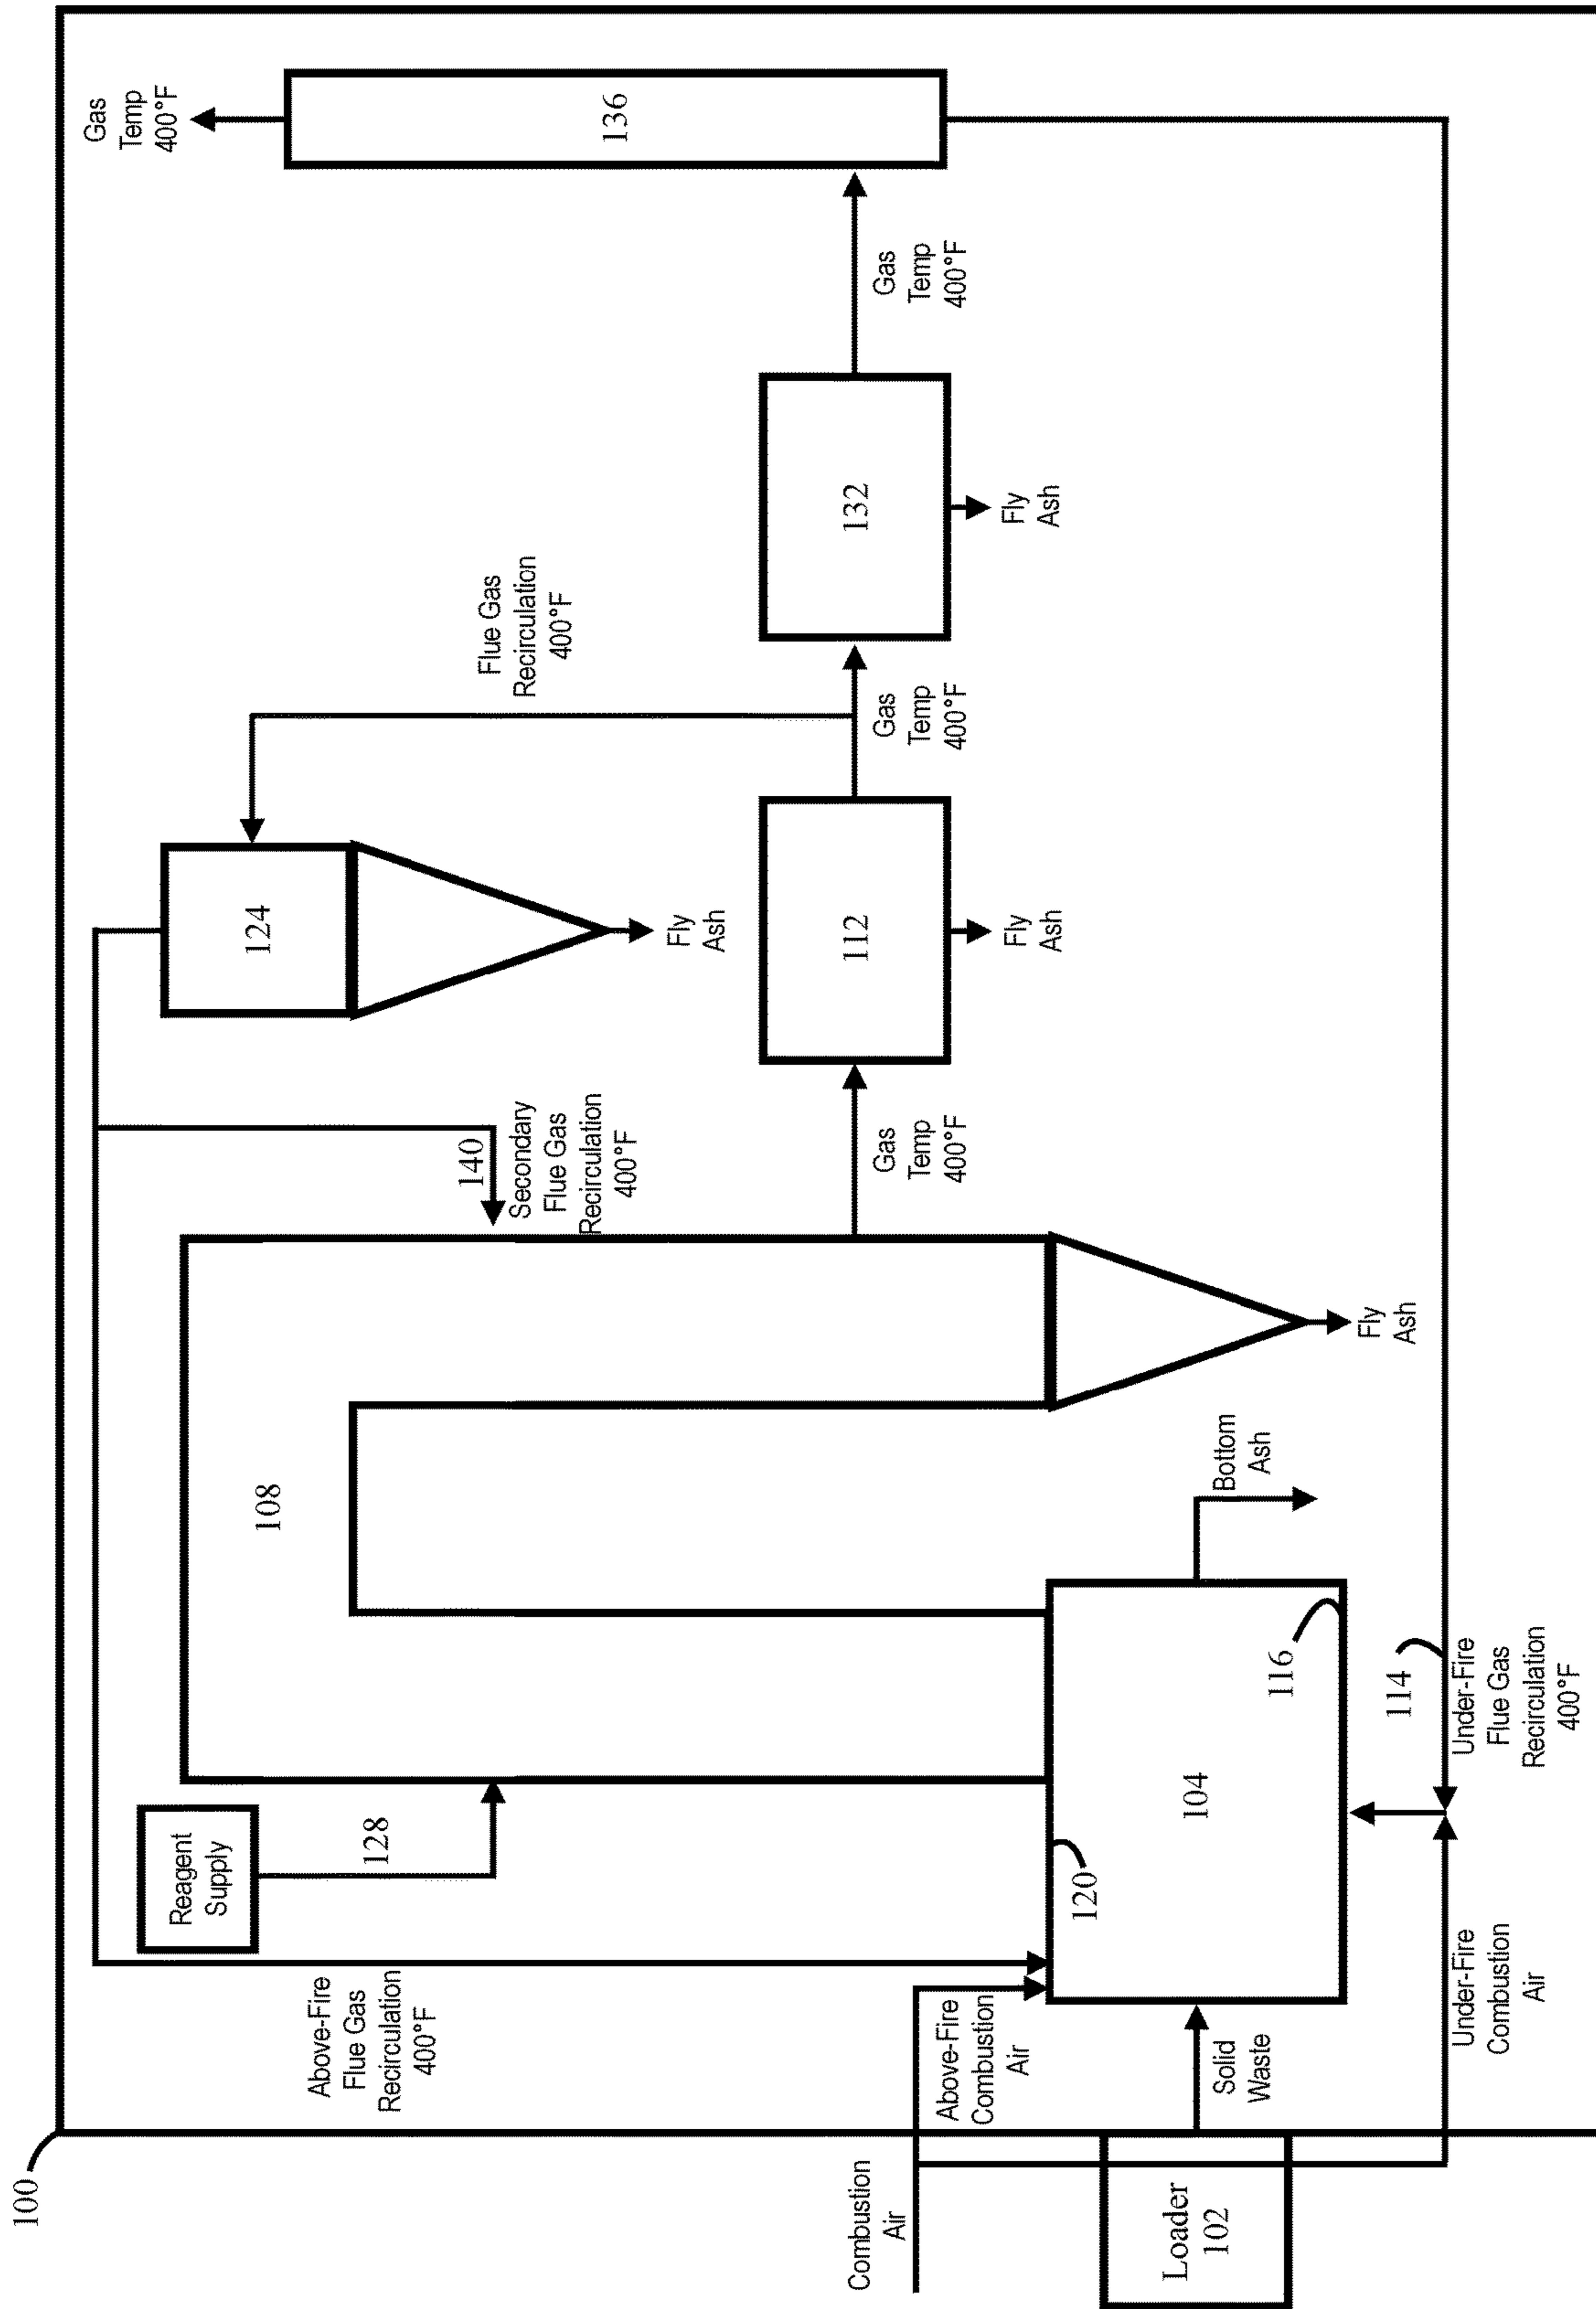 100
Gas
Temp
400°F
136
Gas
Temp
400°F
132
Fly
Ash
Flue Gas
Recirculation
400°F
Gas
Temp
400°F
124
Fly
Ash
112
Fly
Ash
140
Secondary
Flue Gas
Recirculation
400°F
Gas
Temp
400°F
108
Fly
Ash
Bottom
Ash
Reagent
Supply
128
116
104
120
114
Under-Fire
Flue Gas
Recirculation
400°F
Above-Fire
Flue Gas
Recirculation
400°F
Above-Fire
Combustion
Air
Solid
Waste
Under-Fire
Combustion
Air
Combustion
Air
Loader
102